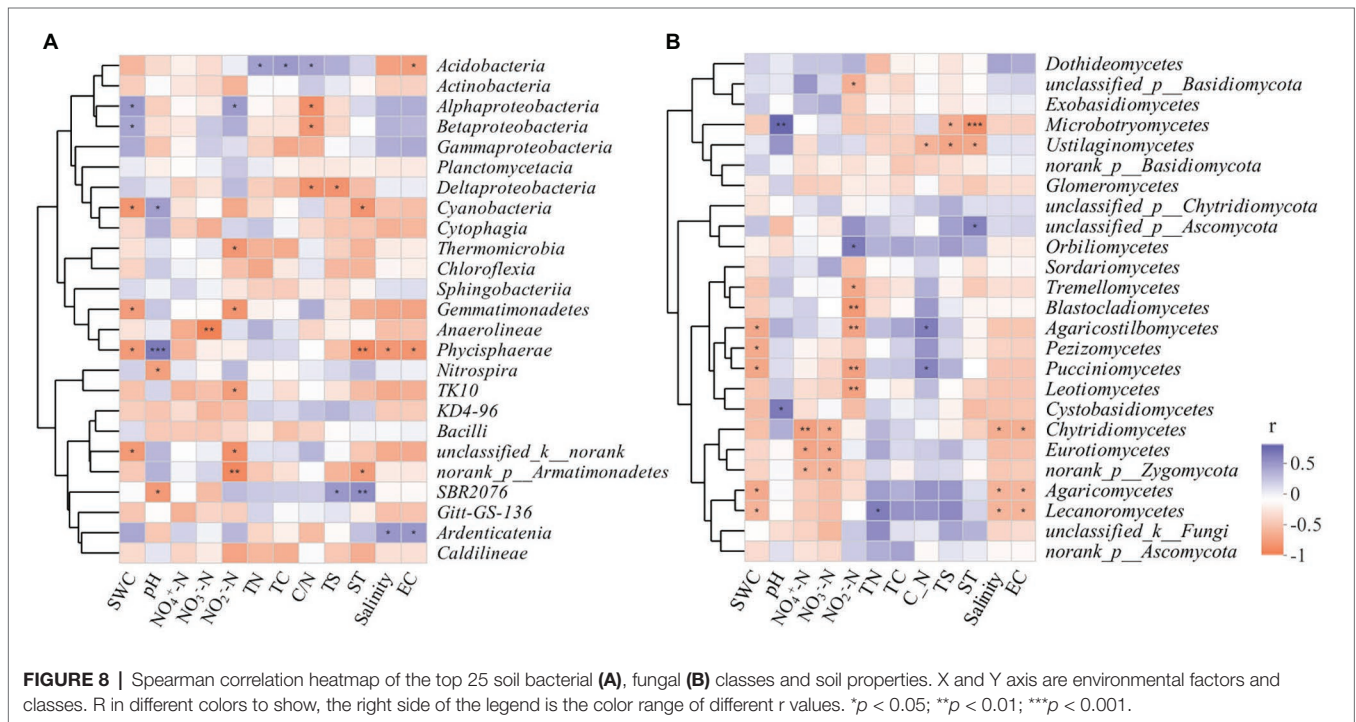 A
Acidobacteria
Actinobacteria
Alphaproteobacteria
Betaproteobacteria
Gammaproteobacteria
Planctomycetacia
Deltaproteobacteria
Cyanobacteria
Cytophagia
Thermomicrobia
Chloroflexia
Sphingobacteriia
Gemmatimonadetes
Anaerolineae
Phycisphaerae
Nitrospira
TK10
KD4-96
Bacilli
unclassified_k__norank
norank_p__Armatimonadetes
SBR2076
Gitt-GS-136
Ardenticatenia
Caldilineae
SWC
pH
NO₄⁺-N
NO₃⁻-N
NO₂⁻-N
TN
TC
C/N
TS
ST
Salinity
EC
B
Dothideomycetes
unclassified_p__Basidiomycota
Exobasidiomycetes
Microbotryomycetes
Ustilaginomycetes
norank_p__Basidiomycota
Glomeromycetes
unclassified_p__Chytridiomycota
unclassified_p__Ascomycota
Orbiliomycetes
Sordariomycetes
Tremellomycetes
Blastocladiomycetes
Agaricostilbomycetes
Pezizomycetes
Pucciniomycetes
Leotiomycetes
Cystobasidiomycetes
Chytridiomycetes
Eurotiomycetes
norank_p__Zygomycota
Agaricomycetes
Lecanoromycetes
unclassified_k__Fungi
norank_p__Ascomycota
SWC
pH
NO₄⁺-N
NO₃⁻-N
NO₂⁻-N
TN
TC
C_N
TS
ST
Salinity
EC
r
0.5
0
-0.5
-1
FIGURE 8 | Spearman correlation heatmap of the top 25 soil bacterial (A), fungal (B) classes and soil properties. X and Y axis are environmental factors and
classes. R in different colors to show, the right side of the legend is the color range of different r values. *p < 0.05; **p < 0.01; ***p < 0.001.